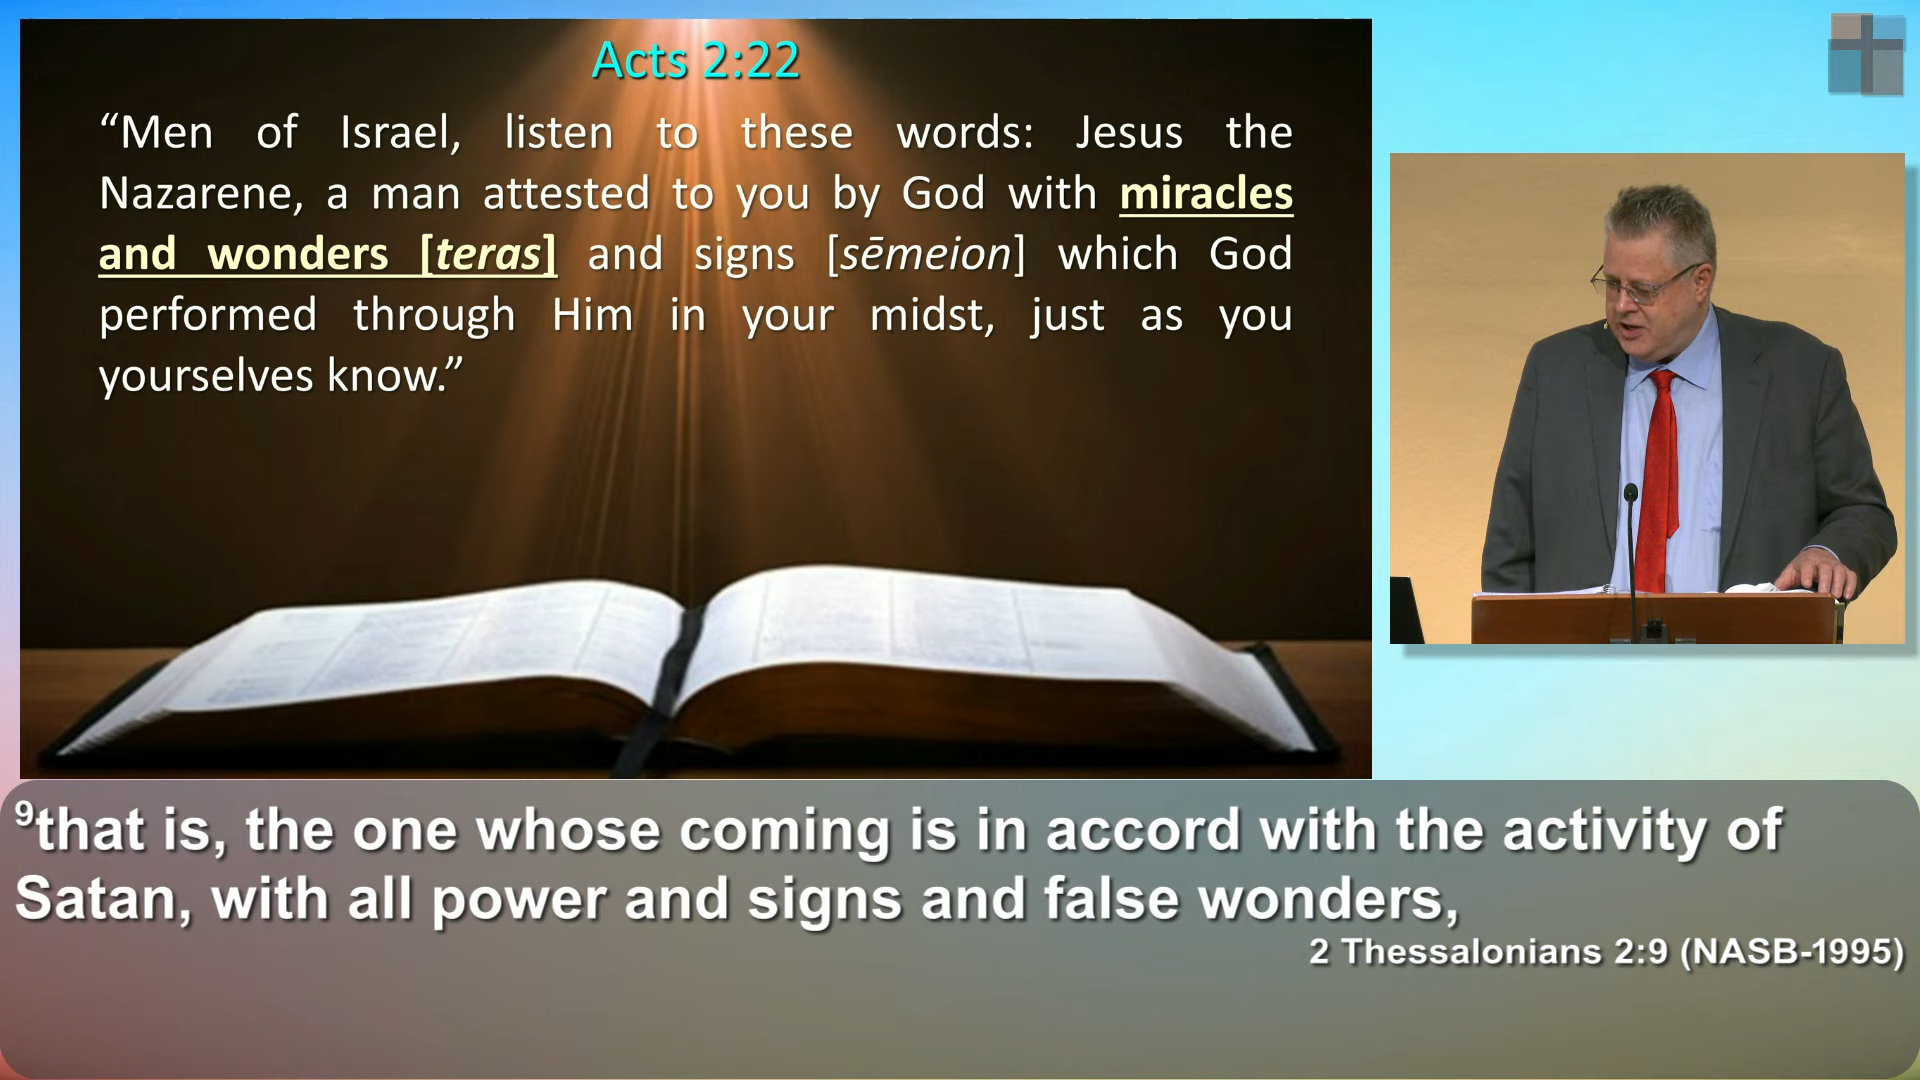 Acts 2:22
“Men of Israel, listen to these words: Jesus the
Nazarene, a man attested to you by God with miracles
and wonders [teras] and signs [sēmeion] which God
performed through Him in your midst, just as you
yourselves know.”
9that is, the one whose coming is in accord with the activity of
Satan, with all power and signs and false wonders,
2 Thessalonians 2:9 (NASB-1995)